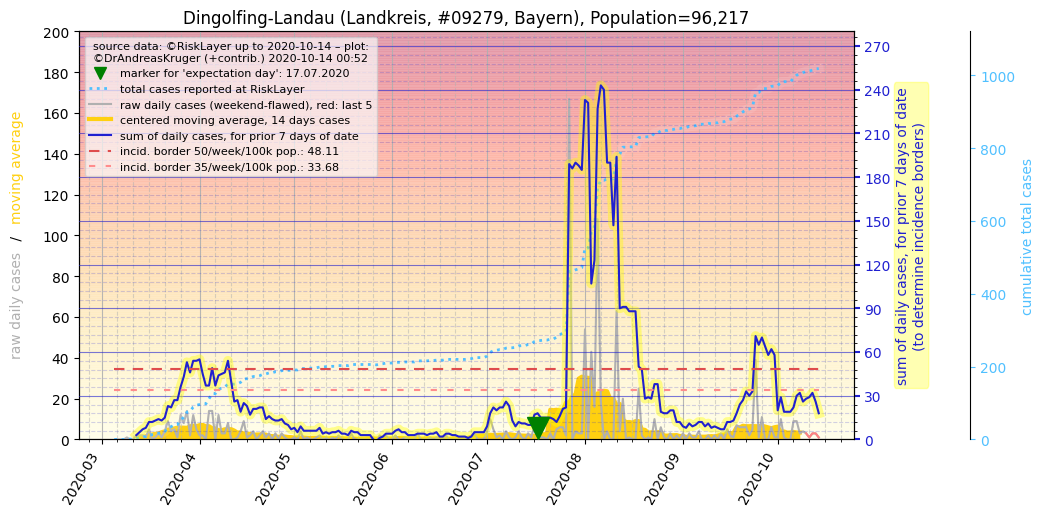 Dingolfing-Landau (Landkreis, #09279, Bayern), Population=96,217
source data: ©RiskLayer up to 2020-10-14 – plot:
©DrAndreasKruger (+contrib.) 2020-10-14 00:52
marker for 'expectation day': 17.07.2020
total cases reported at RiskLayer
raw daily cases (weekend-flawed), red: last 5
centered moving average, 14 days cases
sum of daily cases, for prior 7 days of date
incid. border 50/week/100k pop.: 48.11
incid. border 35/week/100k pop.: 33.68
raw daily cases / moving average
200
180
160
140
120
100
80
60
40
20
0
2020-03
2020-04
2020-05
2020-06
2020-07
2020-08
2020-09
2020-10
270
240
210
180
150
120
90
60
30
0
sum of daily cases, for prior 7 days of date
(to determine incidence borders)
1000
800
600
400
200
0
cumulative total cases